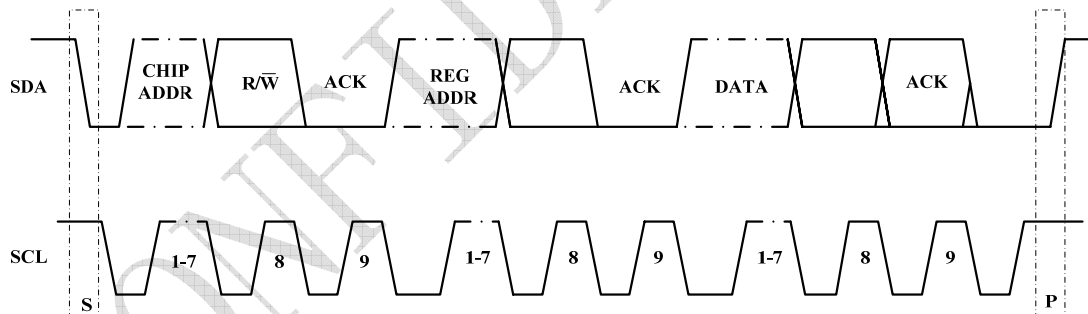 CHIP
ADDR
R/W̅
ACK
REG
ADDR
ACK
DATA
ACK
SDA
SCL
1-7
8
9
1-7
8
9
1-7
8
9
S
P